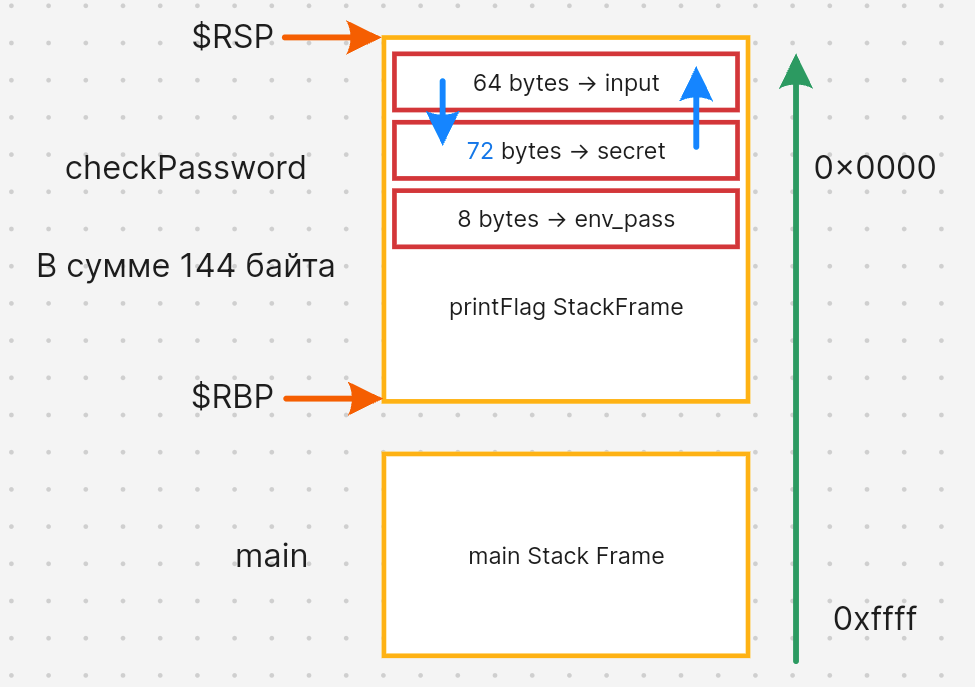 $RSP
64 bytes → input
72 bytes → secret
checkPassword
0×0000
8 bytes → env_pass
В сумме 144 байта
printFlag StackFrame
$RBP
main
main Stack Frame
0xffff